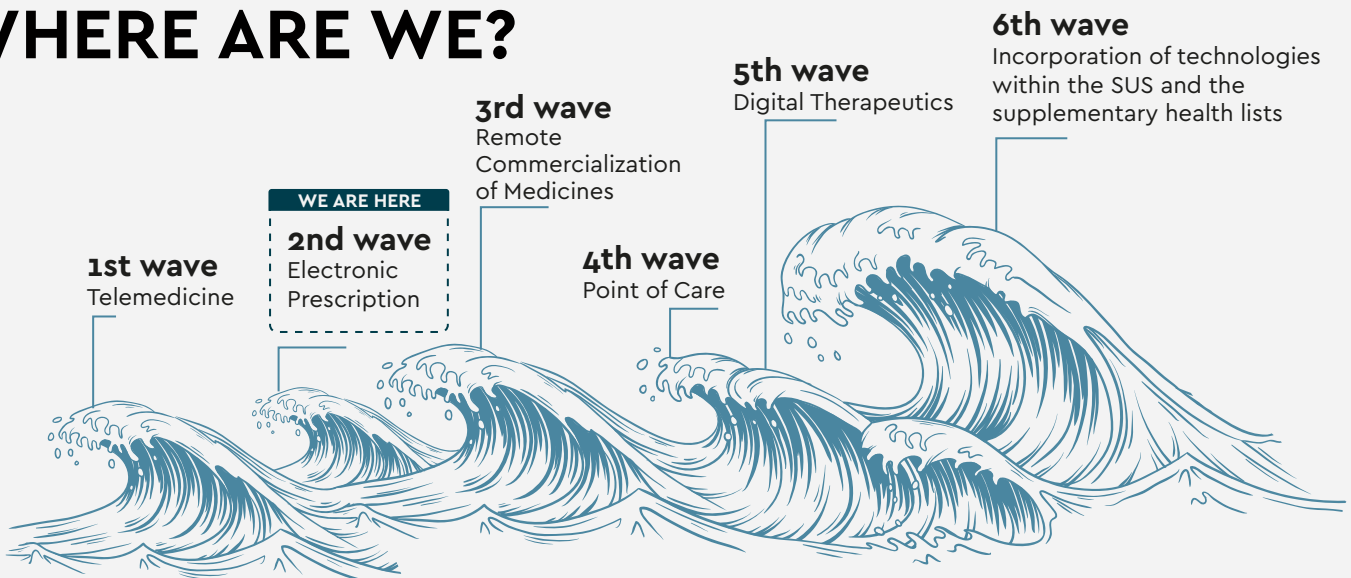 WHERE ARE WE?
6th wave
Incorporation of technologies
within the SUS and the
supplementary health lists
5th wave
Digital Therapeutics
3rd wave
Remote
Commercialization
of Medicines
WE ARE HERE
2nd wave
Electronic
Prescription
4th wave
Point of Care
1st wave
Telemedicine